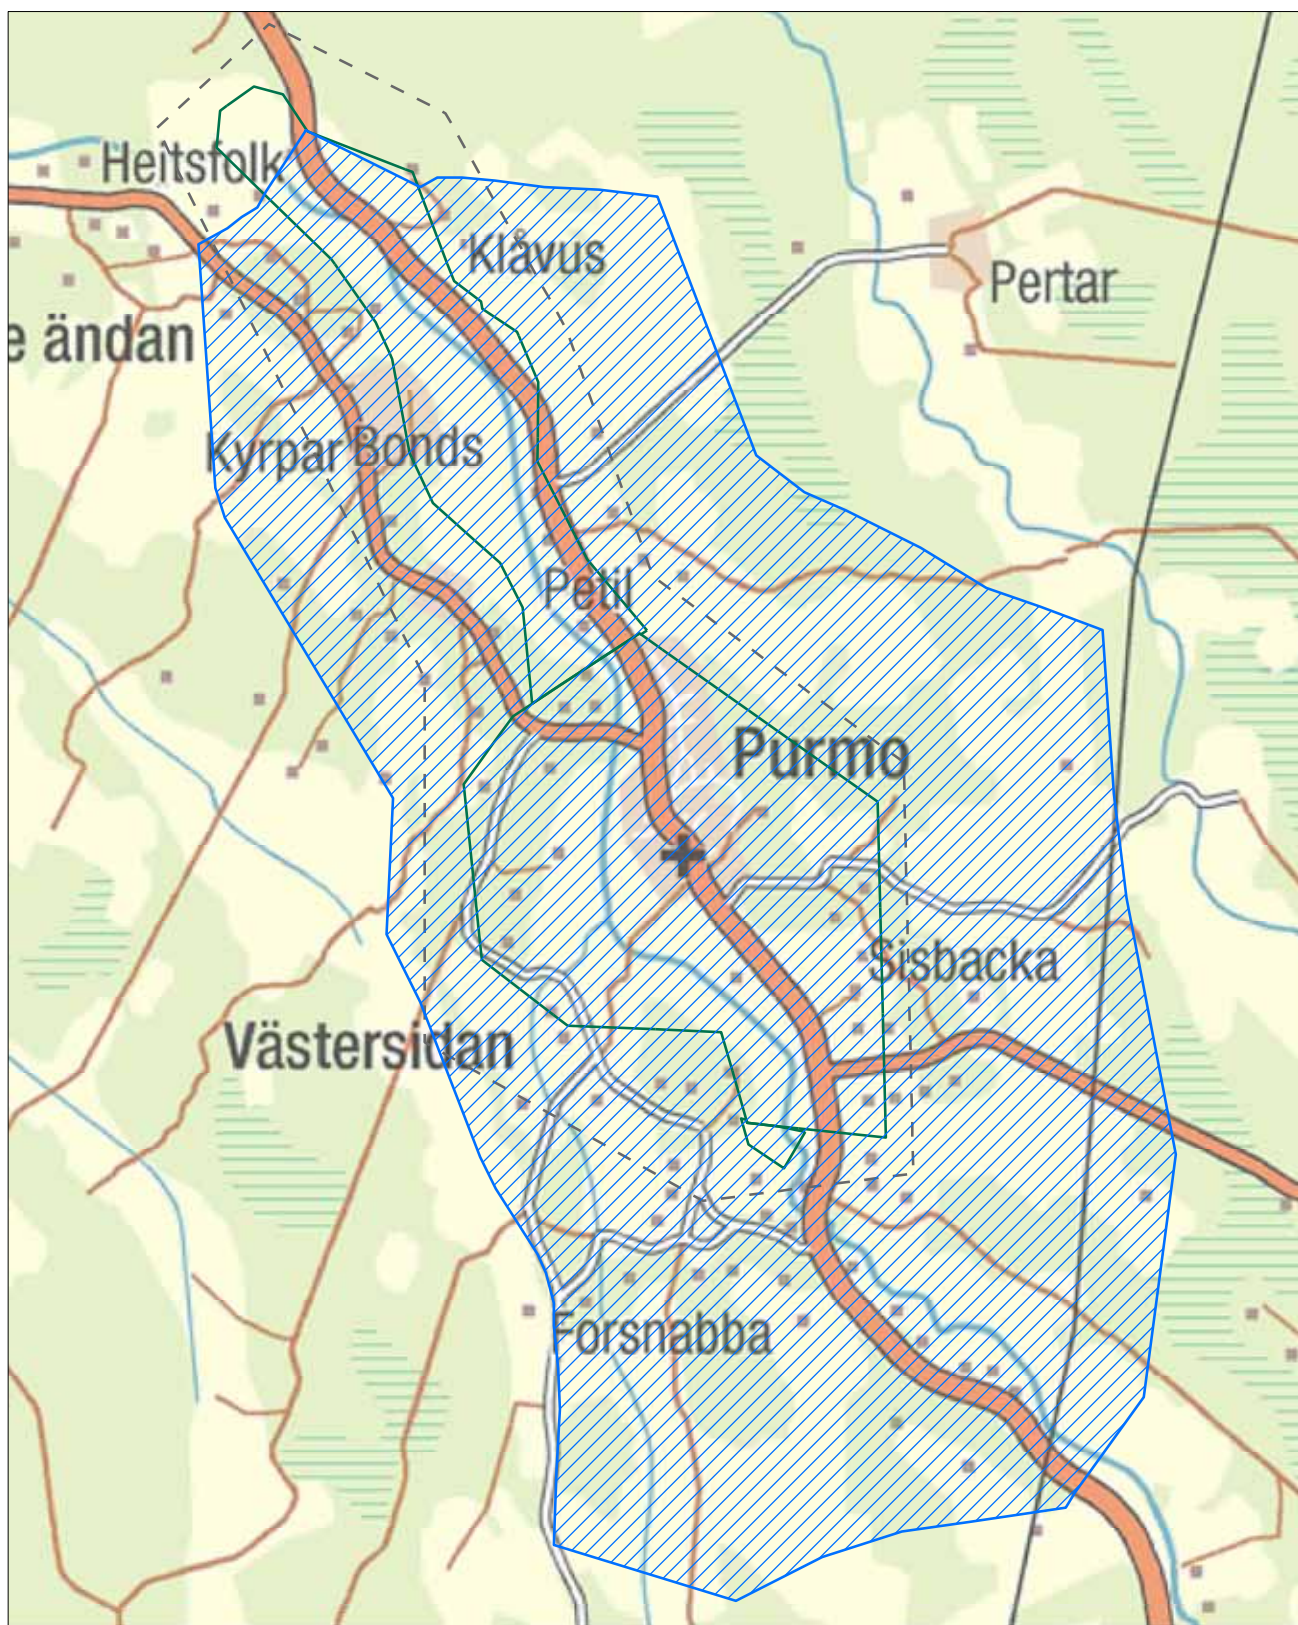 Heitsfolk
Klåvus
Pertar
e ändan
Kyrpar
Bonds
Petil
Purmo
Sisbacka
Västersidan
Forsnabba